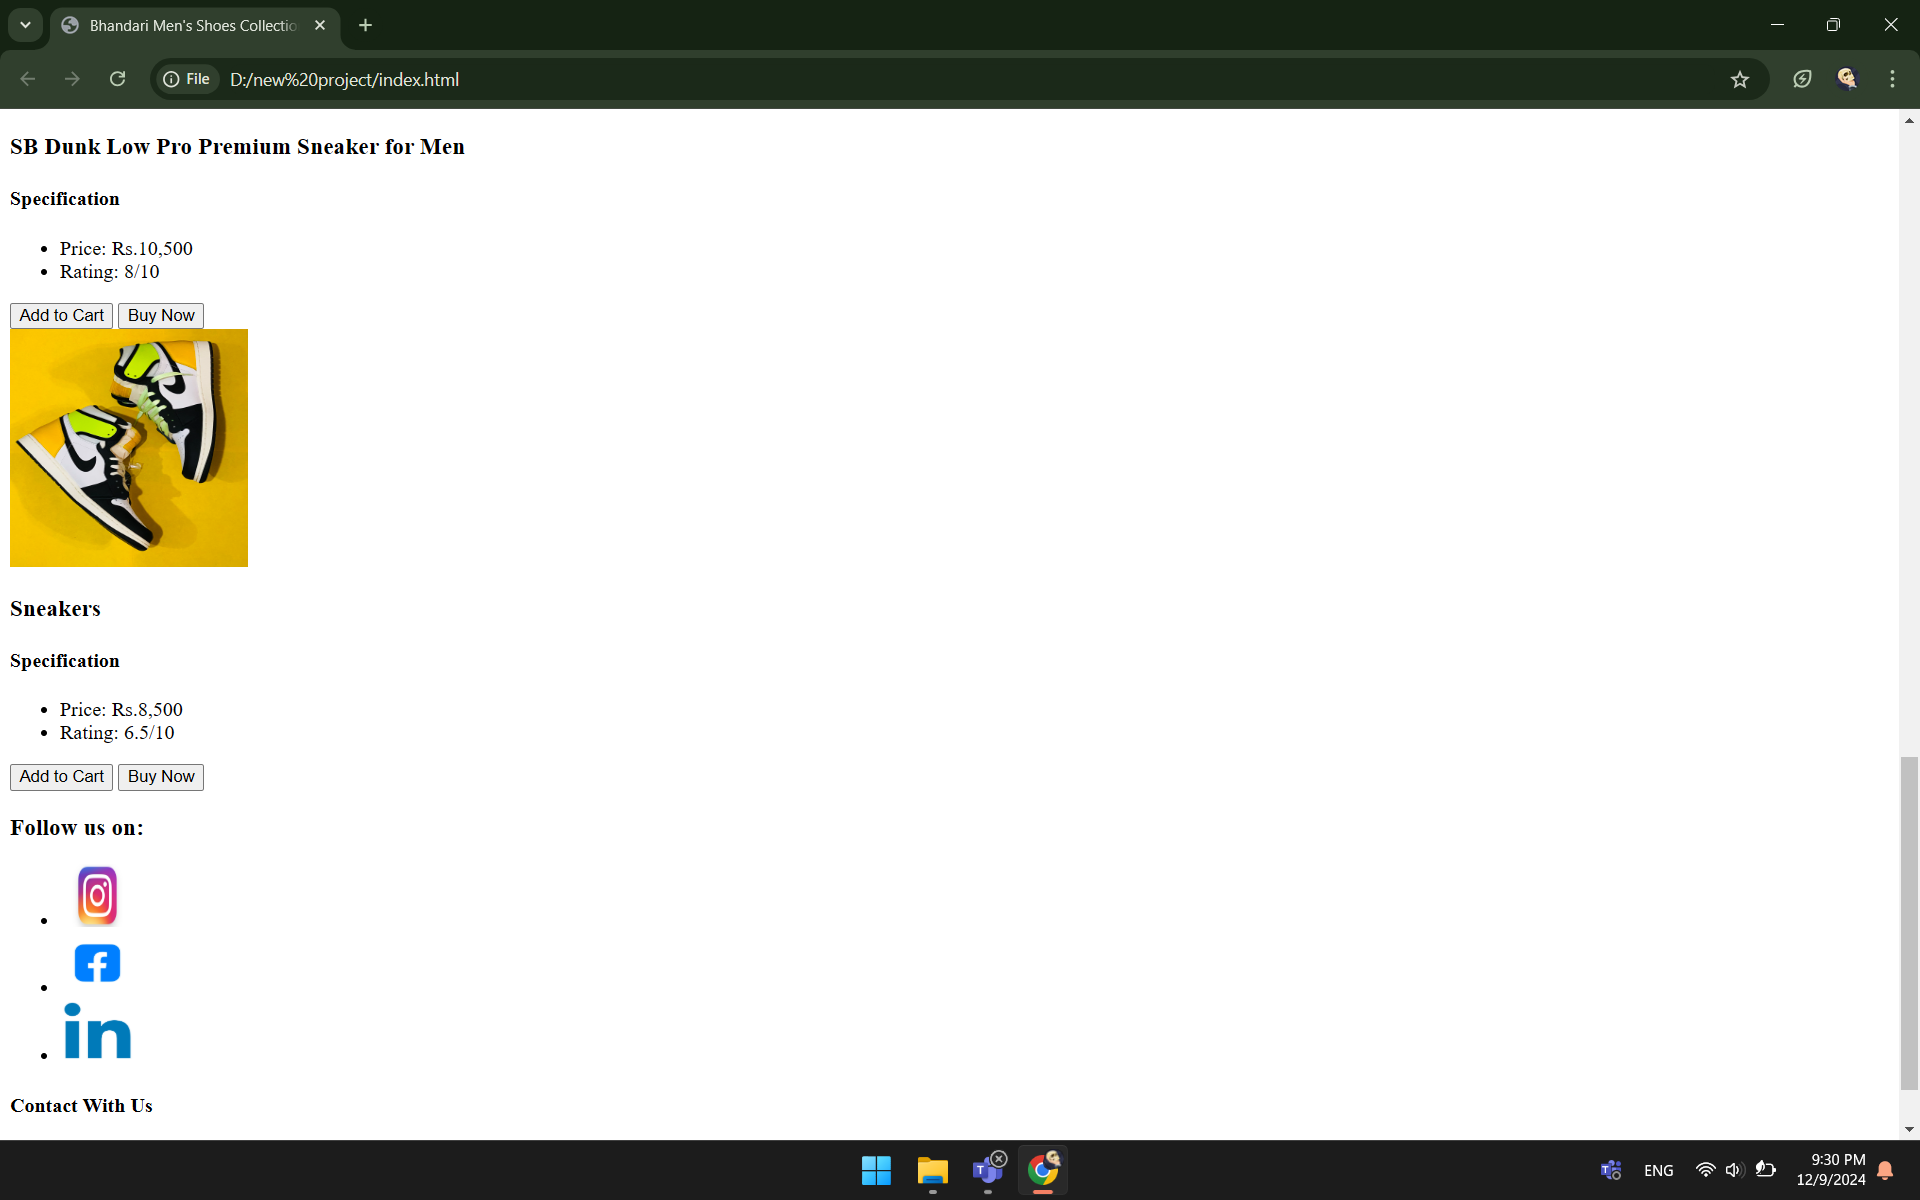 Bhandari Men's Shoes Collectio
File
D:/new%20project/index.html
SB Dunk Low Pro Premium Sneaker for Men
Specification
Price: Rs.10,500
Rating: 8/10
Add to Cart Buy Now
Sneakers
Specification
Price: Rs.8,500
Rating: 6.5/10
Add to Cart Buy Now
Follow us on:
f
in
Contact With Us
T
T
ENG
9:30 PM
12/9/2024